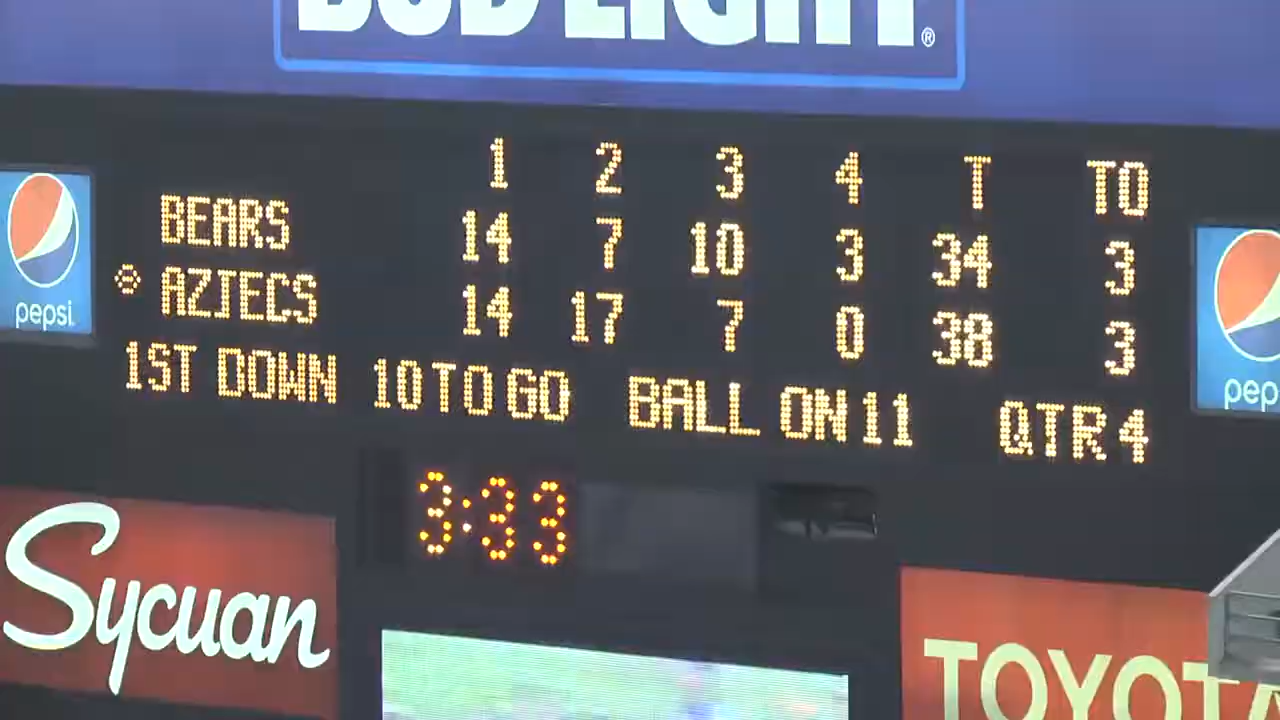 BUD LIGHT®
1 2 3 4 T TO
BEARS 14 7 10 3 34 3
AZTECS 14 17 7 0 38 3
1ST DOWN 10 TO GO BALL ON 11 QTR 4
3:33
pepsi
pep
Sycuan
TOYOTA